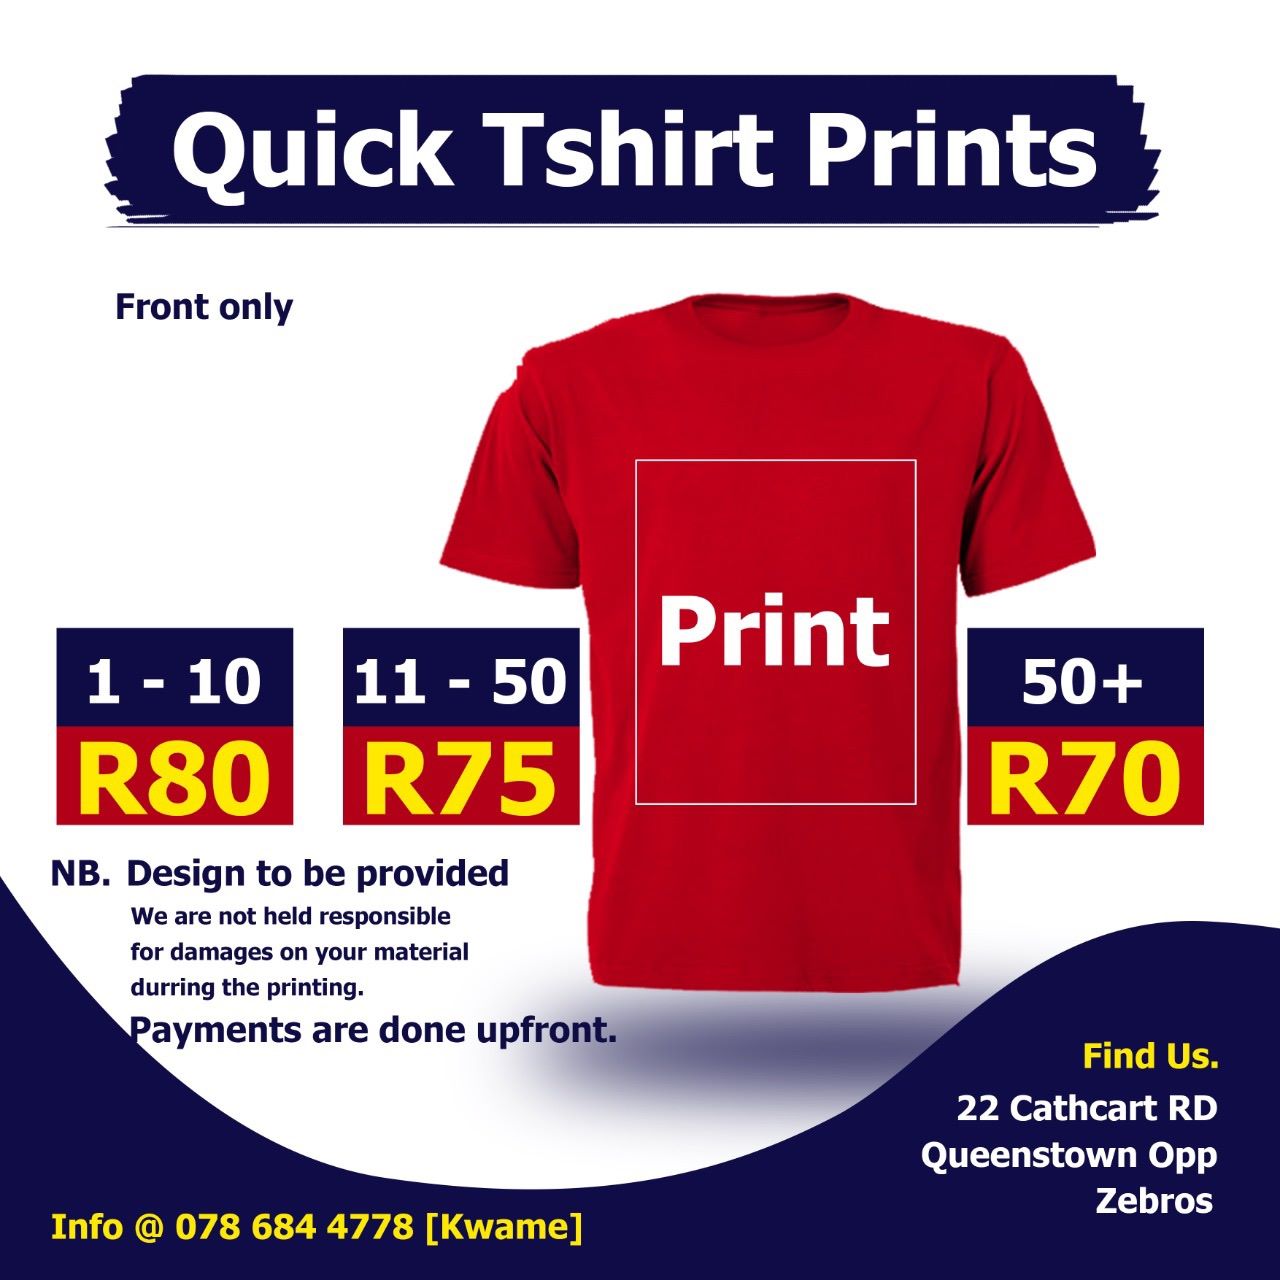 Quick Tshirt Prints
Front only
Print
1 - 10
R80
11 - 50
R75
50+
R70
NB. Design to be provided
We are not held responsible
for damages on your material
durring the printing.
Payments are done upfront.
Find Us.
22 Cathcart RD
Queenstown Opp
Zebros
Info @ 078 684 4778 [Kwame]